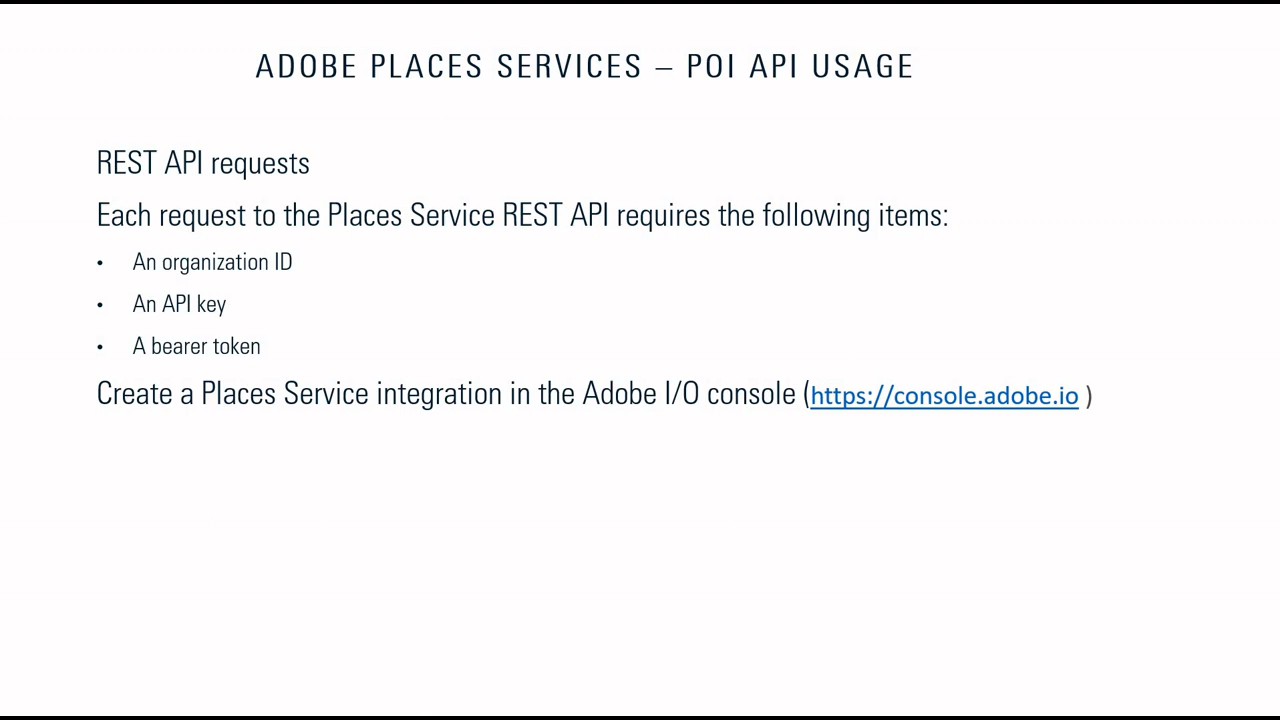 ADOBE PLACES SERVICES – POI API USAGE
REST API requests
Each request to the Places Service REST API requires the following items:
• An organization ID
• An API key
• A bearer token
Create a Places Service integration in the Adobe I/O console (https://console.adobe.io )